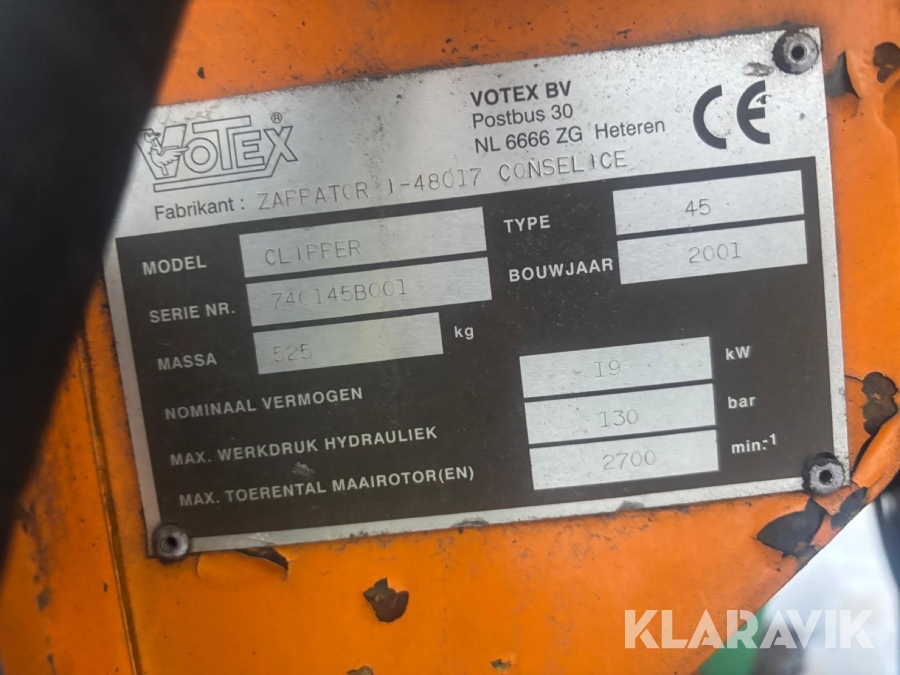 VOTEX®
VOTEX BV
Postbus 30
NL 6666 ZG Heteren
CE
Fabrikant : ZAPPATOR I-48017 CONSELICE
MODEL CLIPPER
TYPE 45
SERIE NR. 740145B001
BOUWJAAR 2001
MASSA 525 kg
NOMINAAL VERMOGEN 19 kW
MAX. WERKDRUK HYDRAULIEK 130 bar
MAX. TOERENTAL MAAIROTOR(EN) 2700 min.-1
KLARAVIK